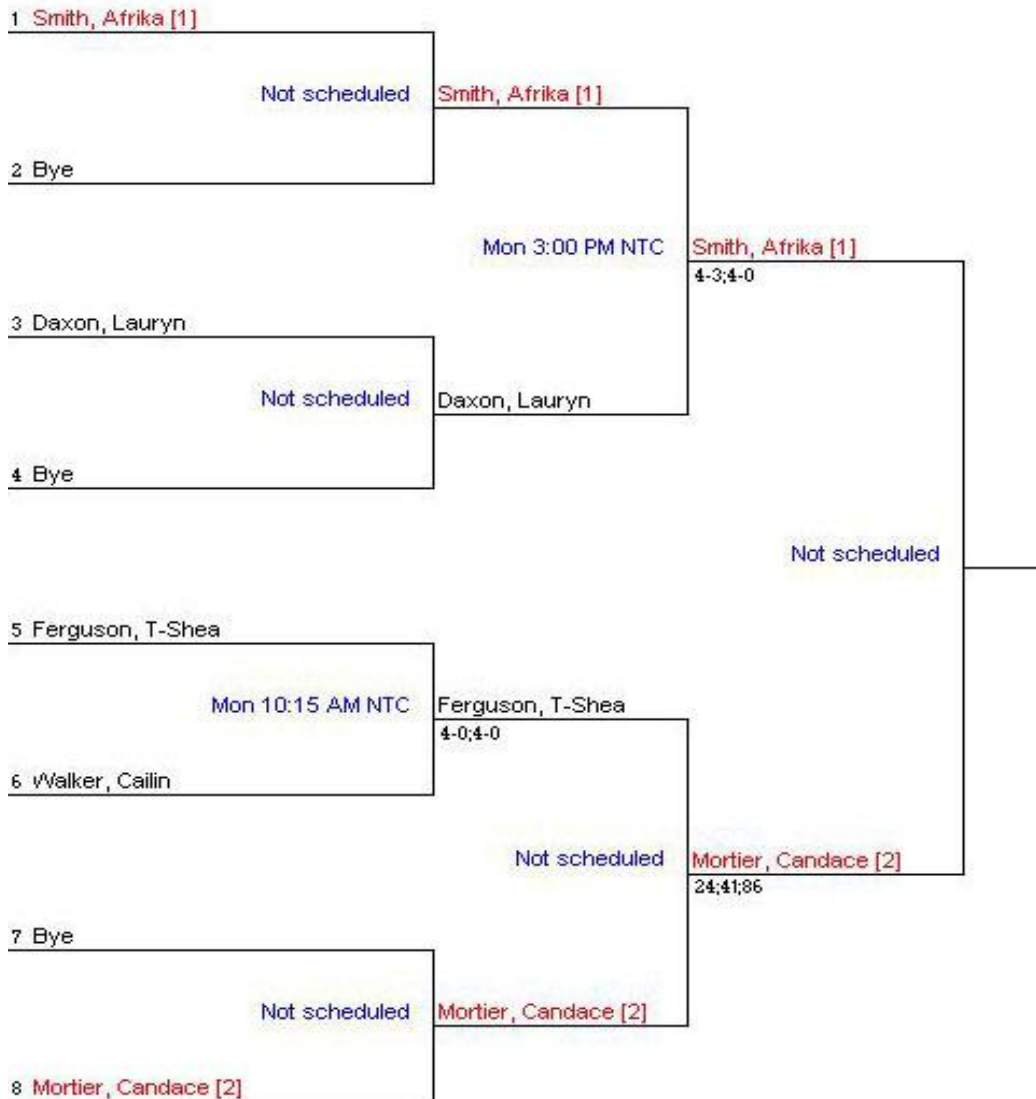 1 Smith, Afrika [1]
Not scheduled
Smith, Afrika [1]
2 Bye
Mon 3:00 PM NTC
Smith, Afrika [1]
4-3;4-0
3 Daxon, Lauryn
Not scheduled
Daxon, Lauryn
4 Bye
Not scheduled
5 Ferguson, T-Shea
Mon 10:15 AM NTC
Ferguson, T-Shea
4-0;4-0
6 Walker, Cailin
Not scheduled
Mortier, Candace [2]
24;41;86
7 Bye
Not scheduled
Mortier, Candace [2]
8 Mortier, Candace [2]